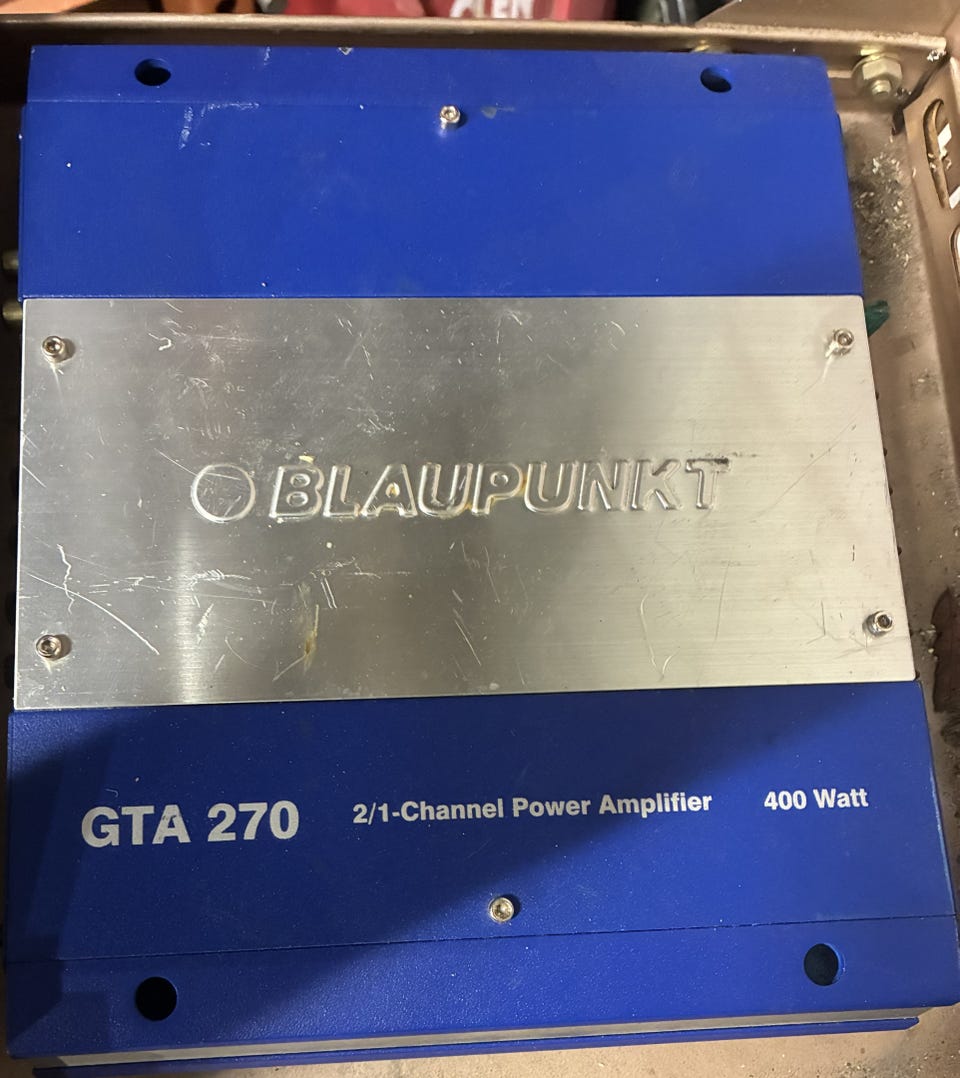 BLAUPUNKT
GTA 270 2/1-Channel Power Amplifier 400 Watt